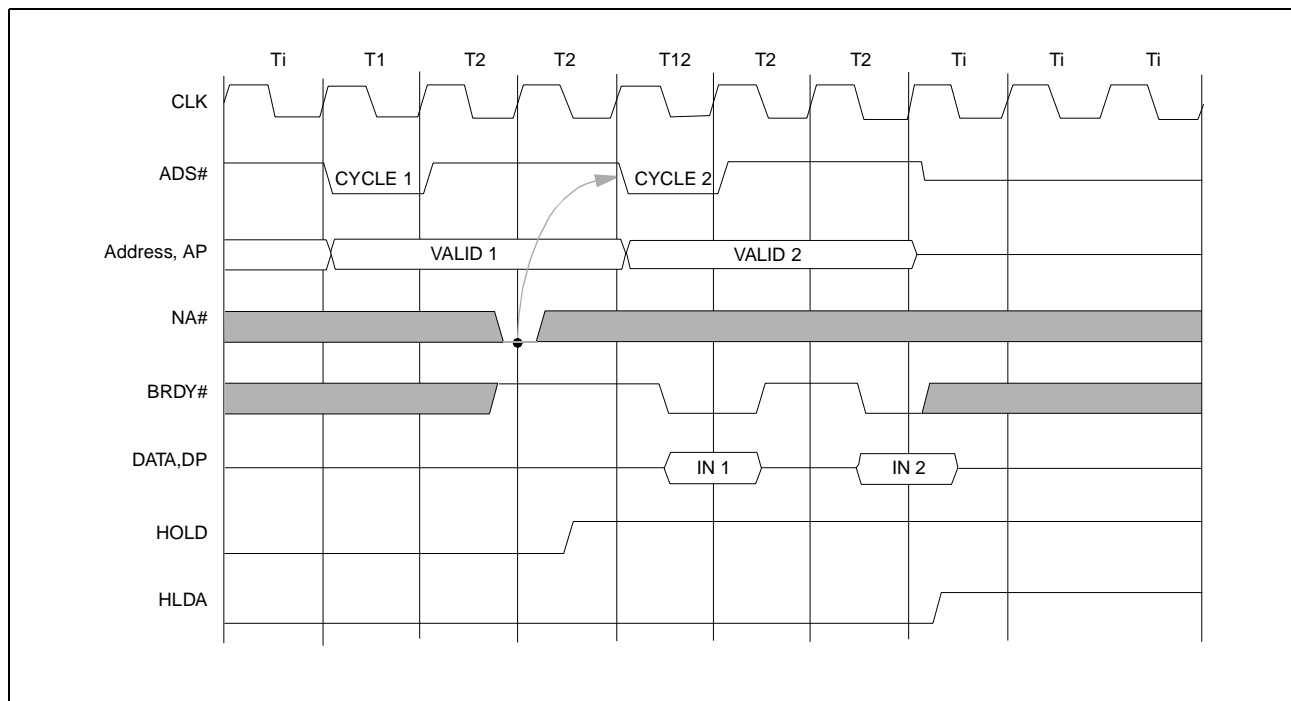 Ti T1 T2 T2 T12 T2 T2 Ti Ti Ti
CLK
ADS# CYCLE 1 CYCLE 2
Address, AP VALID 1 VALID 2
NA#
BRDY#
DATA,DP IN 1 IN 2
HOLD
HLDA